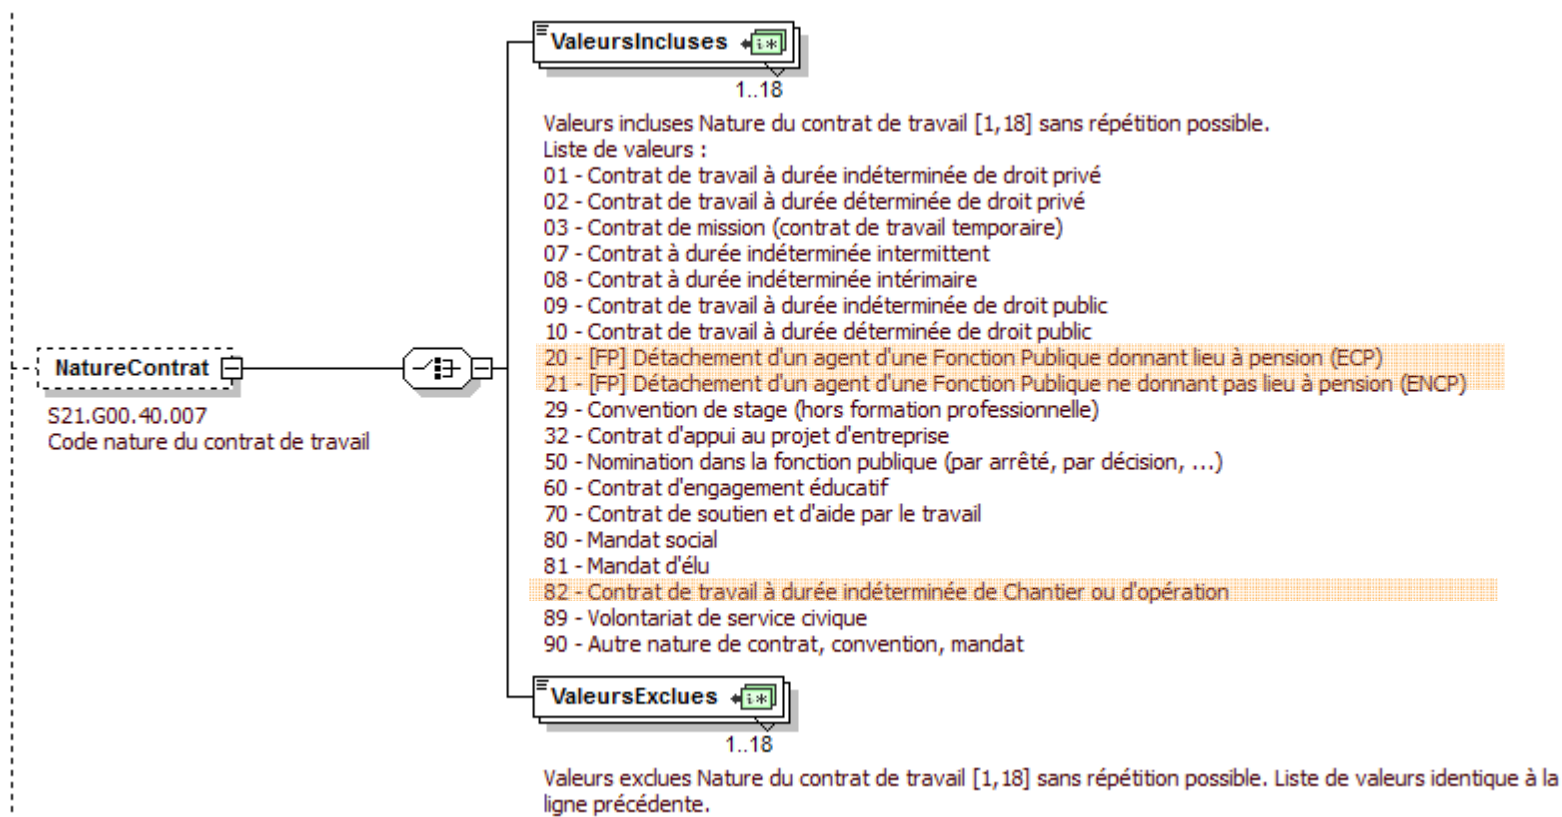 ValeursIncluses
1..18
Valeurs incluses Nature du contrat de travail [1,18] sans répétition possible.
Liste de valeurs :
01 - Contrat de travail à durée indéterminée de droit privé
02 - Contrat de travail à durée déterminée de droit privé
03 - Contrat de mission (contrat de travail temporaire)
07 - Contrat à durée indéterminée intermittent
08 - Contrat à durée indéterminée intérimaire
09 - Contrat de travail à durée indéterminée de droit public
10 - Contrat de travail à durée déterminée de droit public
20 - [FP] Détachement d'un agent d'une Fonction Publique donnant lieu à pension (ECP)
21 - [FP] Détachement d'un agent d'une Fonction Publique ne donnant pas lieu à pension (ENCP)
29 - Convention de stage (hors formation professionnelle)
32 - Contrat d'appui au projet d'entreprise
50 - Nomination dans la fonction publique (par arrêté, par décision, ...)
60 - Contrat d'engagement éducatif
70 - Contrat de soutien et d'aide par le travail
80 - Mandat social
81 - Mandat d'élu
82 - Contrat de travail à durée indéterminée de Chantier ou d'opération
89 - Volontariat de service civique
90 - Autre nature de contrat, convention, mandat
NatureContrat
S21.G00.40.007
Code nature du contrat de travail
ValeursExclues
1..18
Valeurs exclues Nature du contrat de travail [1,18] sans répétition possible. Liste de valeurs identique à la
ligne précédente.